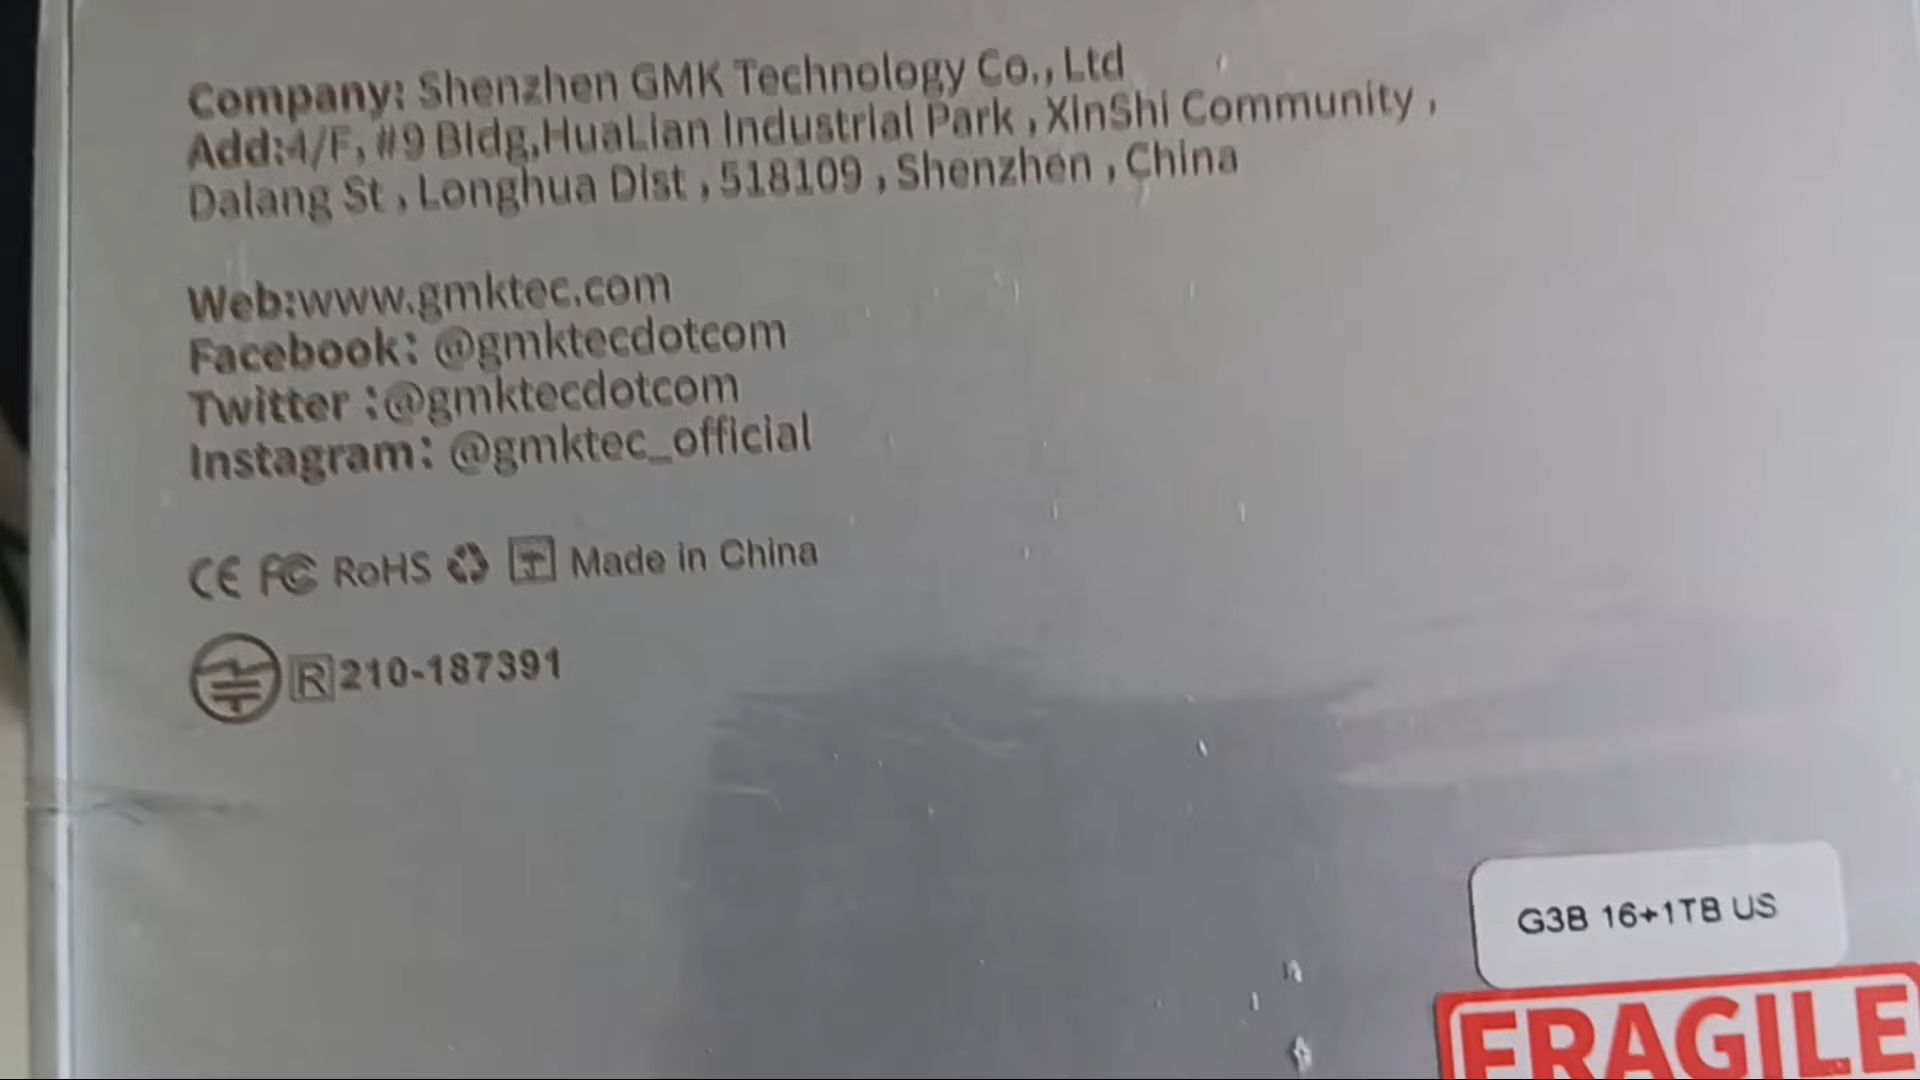 Company: Shenzhen GMK Technology Co., Ltd
Add:4/F, #9 Bldg,HuaLian Industrial Park , XinShi Community ,
Dalang St , Longhua Dist , 518109 , Shenzhen , China
Web:www.gmktec.com
Facebook: @gmktecdotcom
Twitter :@gmktecdotcom
Instagram: @gmktec_official
CE FC RoHS Made in China
R 210-187391
G3B 16+1TB US
FRAGILE